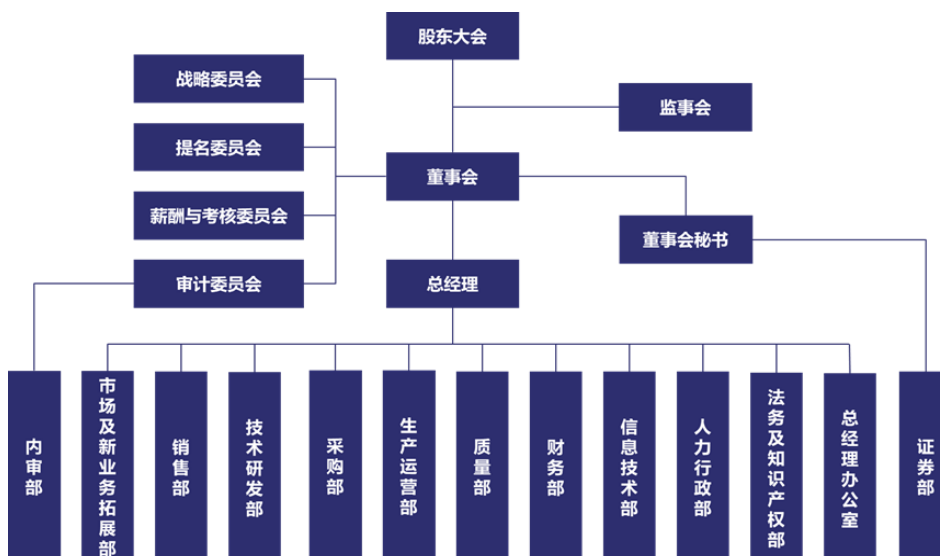 股东大会
战略委员会
监事会
提名委员会
董事会
薪酬与考核委员会
董事会秘书
审计委员会
总经理
内审部
市场及新业务拓展部
销售部
技术研发部
采购部
生产运营部
质量部
财务部
信息技术部
人力行政部
法务及知识产权部
总经理办公室
证券部